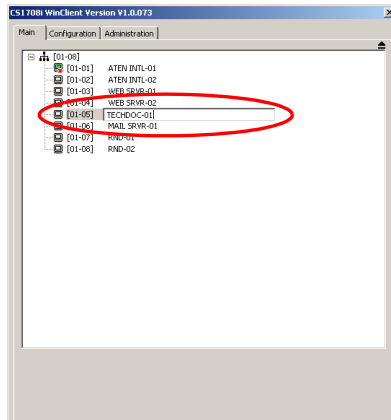 CS1708i WinClient Version V1.0.073
Main Configuration Administration
[01-08]
[01-01] ATEN INTL-01
[01-02] ATEN INTL-02
[01-03] WEB SRVR-01
[01-04] WEB SRVR-02
[01-05] TECHDOC-01
[01-06] MAIL SRVR-01
[01-07] RND-01
[01-08] RND-02